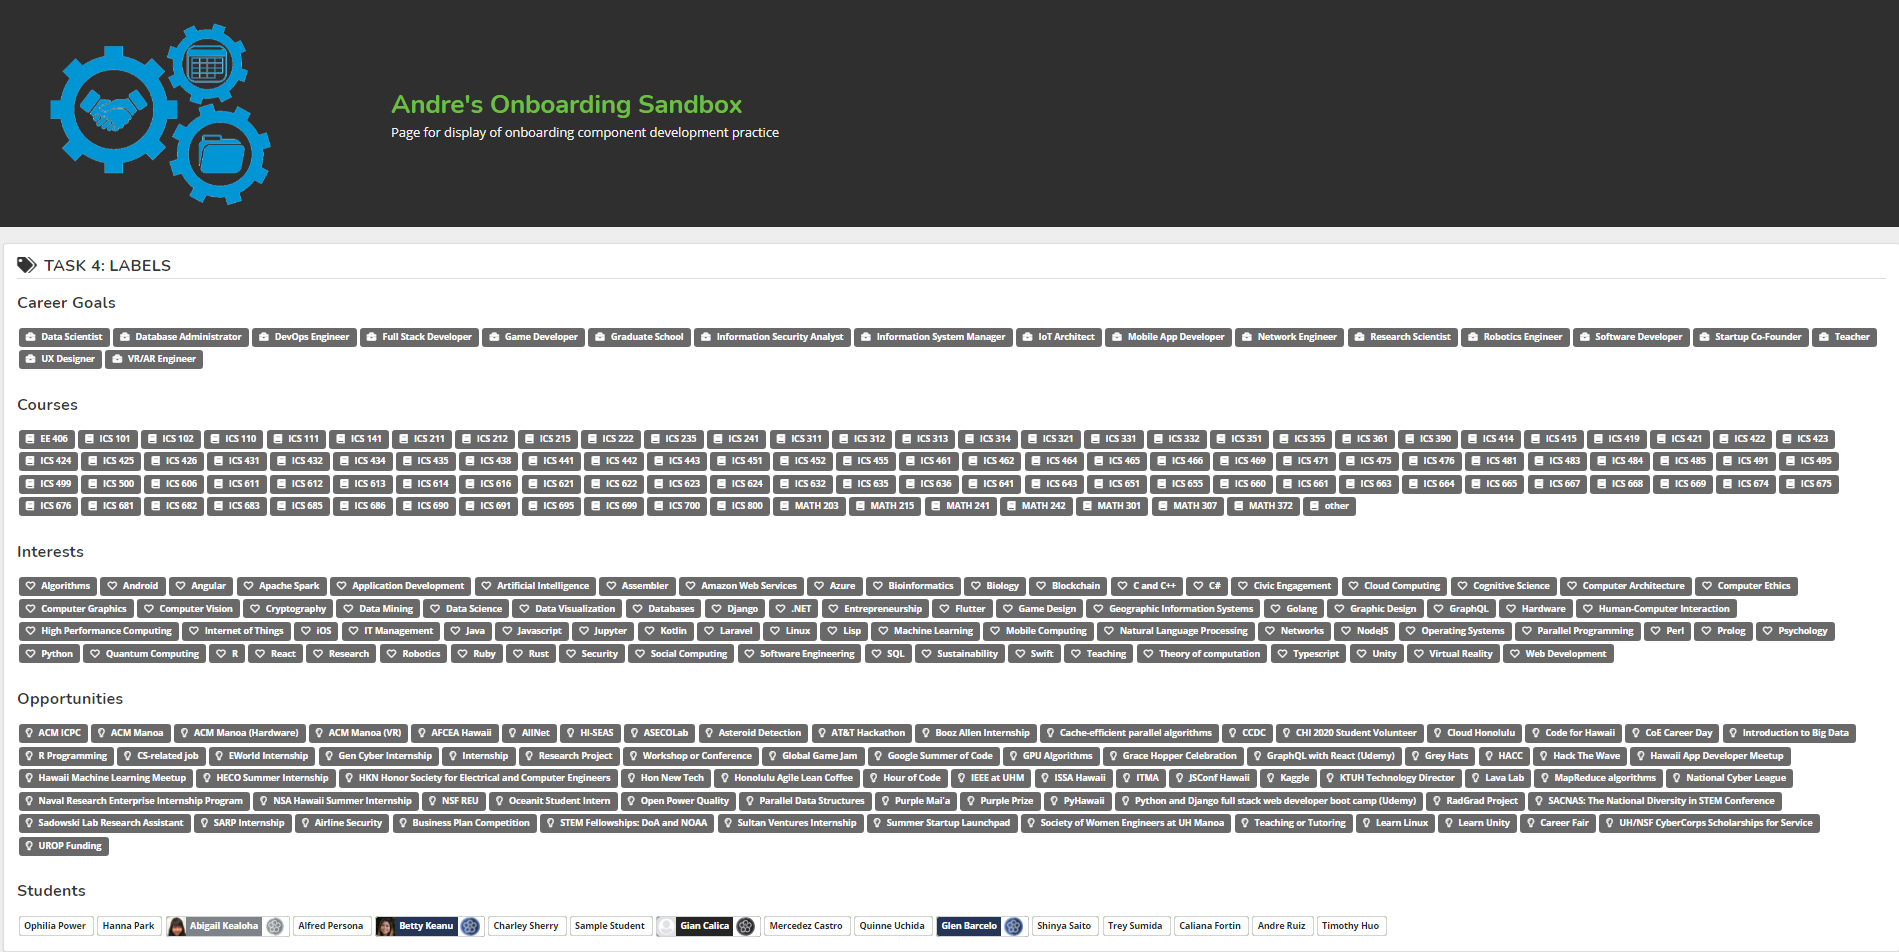 Andre's Onboarding Sandbox
Page for display of onboarding component development practice
TASK 4: LABELS
Career Goals
Data Scientist Database Administrator DevOps Engineer Full Stack Developer Game Developer Graduate School Information Security Analyst Information System Manager IoT Architect Mobile App Developer Network Engineer Research Scientist Robotics Engineer Software Developer Startup Co-Founder Teacher
UX Designer VR/AR Engineer
Courses
EE 406 ICS 101 ICS 102 ICS 110 ICS 111 ICS 141 ICS 211 ICS 212 ICS 215 ICS 222 ICS 235 ICS 241 ICS 311 ICS 312 ICS 313 ICS 314 ICS 321 ICS 331 ICS 332 ICS 351 ICS 355 ICS 361 ICS 390 ICS 414 ICS 415 ICS 419 ICS 421 ICS 422 ICS 423
ICS 424 ICS 425 ICS 426 ICS 431 ICS 432 ICS 434 ICS 435 ICS 438 ICS 441 ICS 442 ICS 443 ICS 451 ICS 452 ICS 455 ICS 461 ICS 462 ICS 464 ICS 465 ICS 466 ICS 469 ICS 471 ICS 475 ICS 476 ICS 481 ICS 483 ICS 484 ICS 485 ICS 491 ICS 495
ICS 499 ICS 500 ICS 606 ICS 611 ICS 612 ICS 613 ICS 614 ICS 616 ICS 621 ICS 622 ICS 623 ICS 624 ICS 632 ICS 635 ICS 636 ICS 641 ICS 643 ICS 651 ICS 655 ICS 660 ICS 661 ICS 663 ICS 664 ICS 665 ICS 667 ICS 668 ICS 669 ICS 674 ICS 675
ICS 676 ICS 681 ICS 682 ICS 683 ICS 685 ICS 686 ICS 690 ICS 691 ICS 695 ICS 699 ICS 700 ICS 800 MATH 203 MATH 215 MATH 241 MATH 242 MATH 301 MATH 307 MATH 372 other
Interests
Algorithms Android Angular Apache Spark Application Development Artificial Intelligence Assembler Amazon Web Services Azure Bioinformatics Biology Blockchain C and C++ C# Civic Engagement Cloud Computing Cognitive Science Computer Architecture Computer Ethics
Computer Graphics Computer Vision Cryptography Data Mining Data Science Data Visualization Databases Django .NET Entrepreneurship Flutter Game Design Geographic Information Systems Golang Graphic Design GraphQL Hardware Human-Computer Interaction
High Performance Computing Internet of Things iOS IT Management Java Javascript Jupyter Kotlin Laravel Linux Lisp Machine Learning Mobile Computing Natural Language Processing Networks NodeJS Operating Systems Parallel Programming Perl Prolog Psychology
Python Quantum Computing R React Research Robotics Ruby Rust Security Social Computing Software Engineering SQL Sustainability Swift Teaching Theory of computation Typescript Unity Virtual Reality Web Development
Opportunities
ACM ICPC ACM Manoa ACM Manoa (Hardware) ACM Manoa (VR) AFCEA Hawaii AllNet HI-SEAS ASECOLab Asteroid Detection AT&T Hackathon Booz Allen Internship Cache-efficient parallel algorithms CCDC CHI 2020 Student Volunteer Cloud Honolulu Code for Hawaii CoE Career Day Introduction to Big Data
R Programming CS-related job EWorld Internship Gen Cyber Internship Internship Research Project Workshop or Conference Global Game Jam Google Summer of Code GPU Algorithms Grace Hopper Celebration GraphQL with React (Udemy) Grey Hats HACC Hack The Wave Hawaii App Developer Meetup
Hawaii Machine Learning Meetup HECO Summer Internship HKN Honor Society for Electrical and Computer Engineers Hon New Tech Honolulu Agile Lean Coffee Hour of Code IEEE at UHM ISSA Hawaii ITMA JSConf Hawaii Kaggle KTUH Technology Director Lava Lab MapReduce algorithms National Cyber League
Naval Research Enterprise Internship Program NSA Hawaii Summer Internship NSF REU Oceanit Student Intern Open Power Quality Parallel Data Structures Purple Mai'a Purple Prize PyHawaii Python and Django full stack web developer boot camp (Udemy) RadGrad Project SACNAS: The National Diversity in STEM Conference
Sadowski Lab Research Assistant SARP Internship Airline Security Business Plan Competition STEM Fellowships: DoA and NOAA Sultan Ventures Internship Summer Startup Launchpad Society of Women Engineers at UH Manoa Teaching or Tutoring Learn Linux Learn Unity Career Fair UH/NSF CyberCorps Scholarships for Service
UROP Funding
Students
Ophilia Power Hanna Park Abigail Kealoha Alfred Persona Betty Keanu Charley Sherry Sample Student Gian Calica Mercedez Castro Quinne Uchida Glen Barcelo Shinya Saito Trey Sumida Caliana Fortin Andre Ruiz Timothy Huo